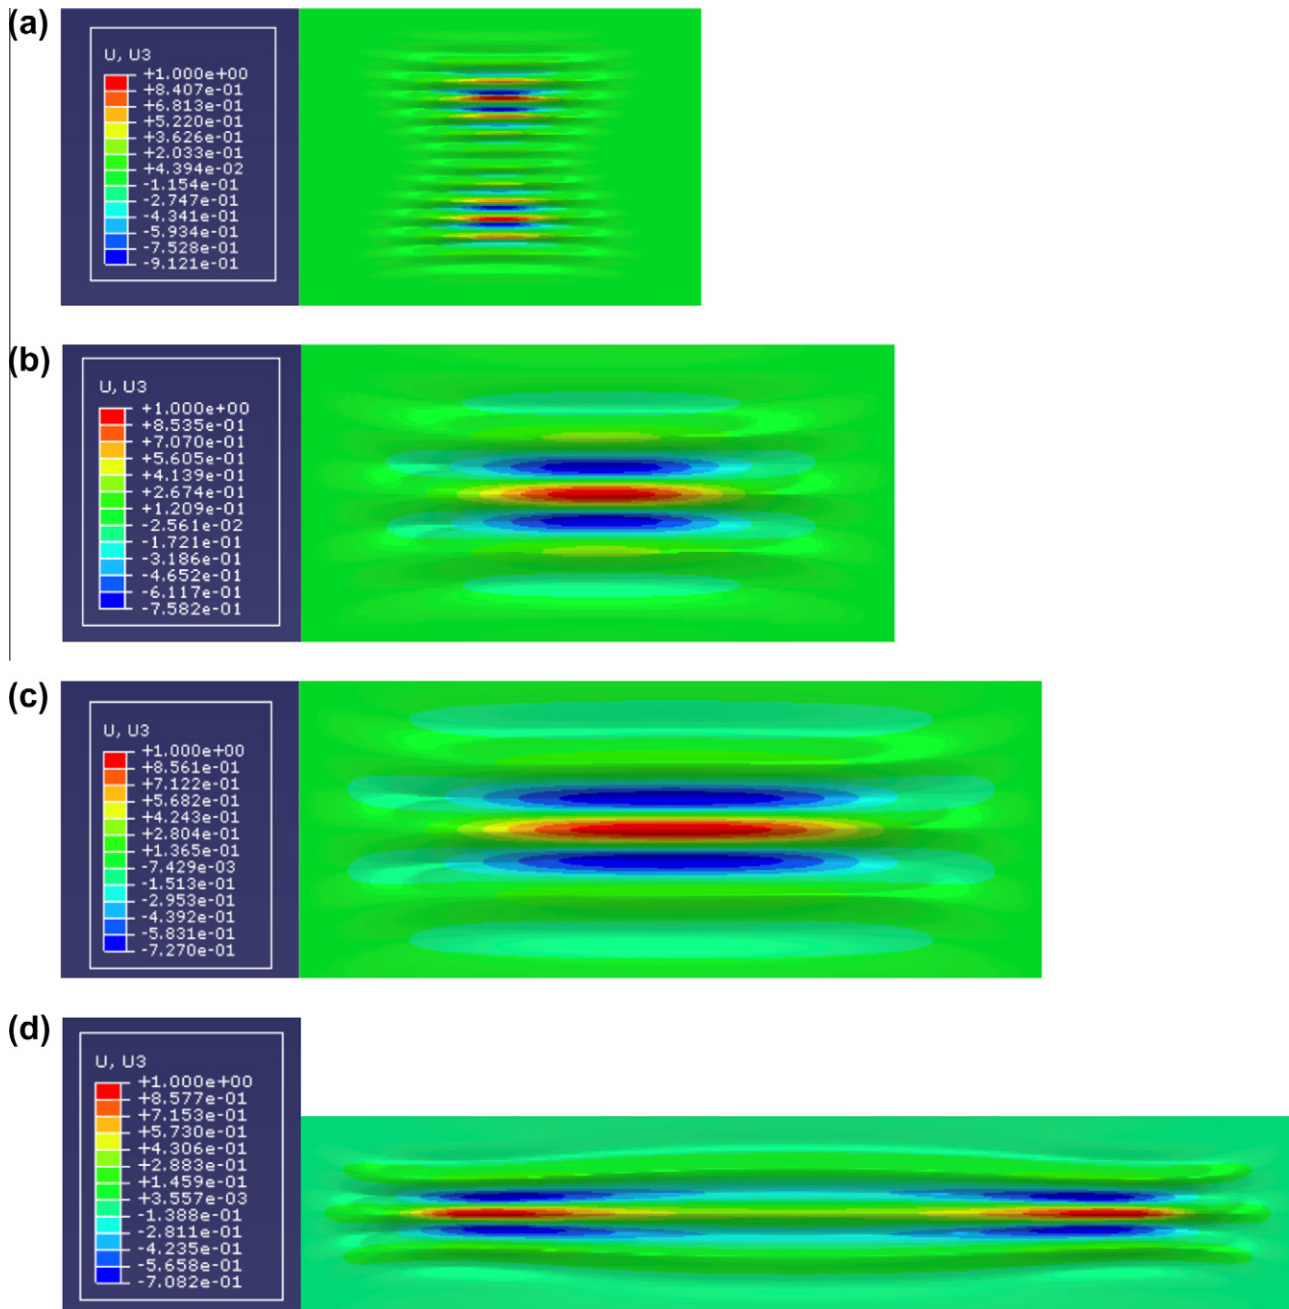 (a)
U, U3
+1.000e+00
+8.407e-01
+6.813e-01
+5.220e-01
+3.626e-01
+2.033e-01
+4.394e-02
-1.154e-01
-2.747e-01
-4.341e-01
-5.934e-01
-7.528e-01
-9.121e-01
(b)
U, U3
+1.000e+00
+8.535e-01
+7.070e-01
+5.605e-01
+4.139e-01
+2.674e-01
+1.209e-01
-2.561e-02
-1.721e-01
-3.186e-01
-4.652e-01
-6.117e-01
-7.582e-01
(c)
U, U3
+1.000e+00
+8.561e-01
+7.122e-01
+5.682e-01
+4.243e-01
+2.804e-01
+1.365e-01
-7.429e-03
-1.513e-01
-2.953e-01
-4.392e-01
-5.831e-01
-7.270e-01
(d)
U, U3
+1.000e+00
+8.577e-01
+7.153e-01
+5.730e-01
+4.306e-01
+2.883e-01
+1.459e-01
+3.557e-03
-1.388e-01
-2.811e-01
-4.235e-01
-5.658e-01
-7.082e-01